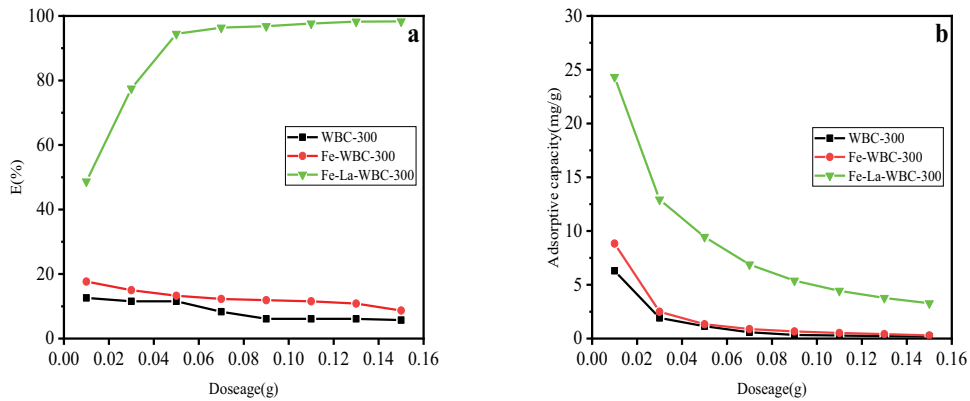 100
80
60
40
20
0
E(%)
a
WBC-300
Fe-WBC-300
Fe-La-WBC-300
0.00 0.02 0.04 0.06 0.08 0.10 0.12 0.14 0.16
Doseage(g)
30
25
20
15
10
5
0
Adsorptive capacity(mg/g)
b
WBC-300
Fe-WBC-300
Fe-La-WBC-300
0.00 0.02 0.04 0.06 0.08 0.10 0.12 0.14 0.16
Doseage(g)